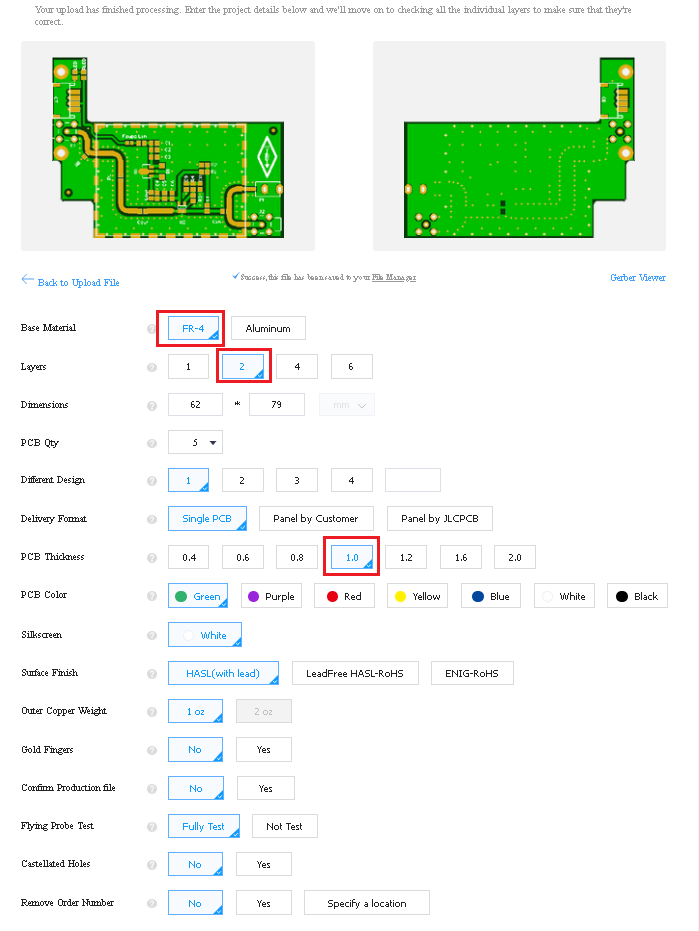 Your upload has finished processing. Enter the project details below and we'll move on to checking all the individual layers to make sure that they're
correct.
Back to Upload File
Success, this file has been saved to your File Manager
Gerber Viewer
Base Material ? FR-4 Aluminum
Layers ? 1 2 4 6
Dimensions ? 62 * 79 mm
PCB Qty ? 5
Different Design ? 1 2 3 4
Delivery Format ? Single PCB Panel by Customer Panel by JLCPCB
PCB Thickness ? 0.4 0.6 0.8 1.0 1.2 1.6 2.0
PCB Color ? Green Purple Red Yellow Blue White Black
Silkscreen ? White
Surface Finish ? HASL(with lead) LeadFree HASL-RoHS ENIG-RoHS
Outer Copper Weight ? 1 oz 2 oz
Gold Fingers ? No Yes
Confirm Production file ? No Yes
Flying Probe Test ? Fully Test Not Test
Castellated Holes ? No Yes
Remove Order Number ? No Yes Specify a location